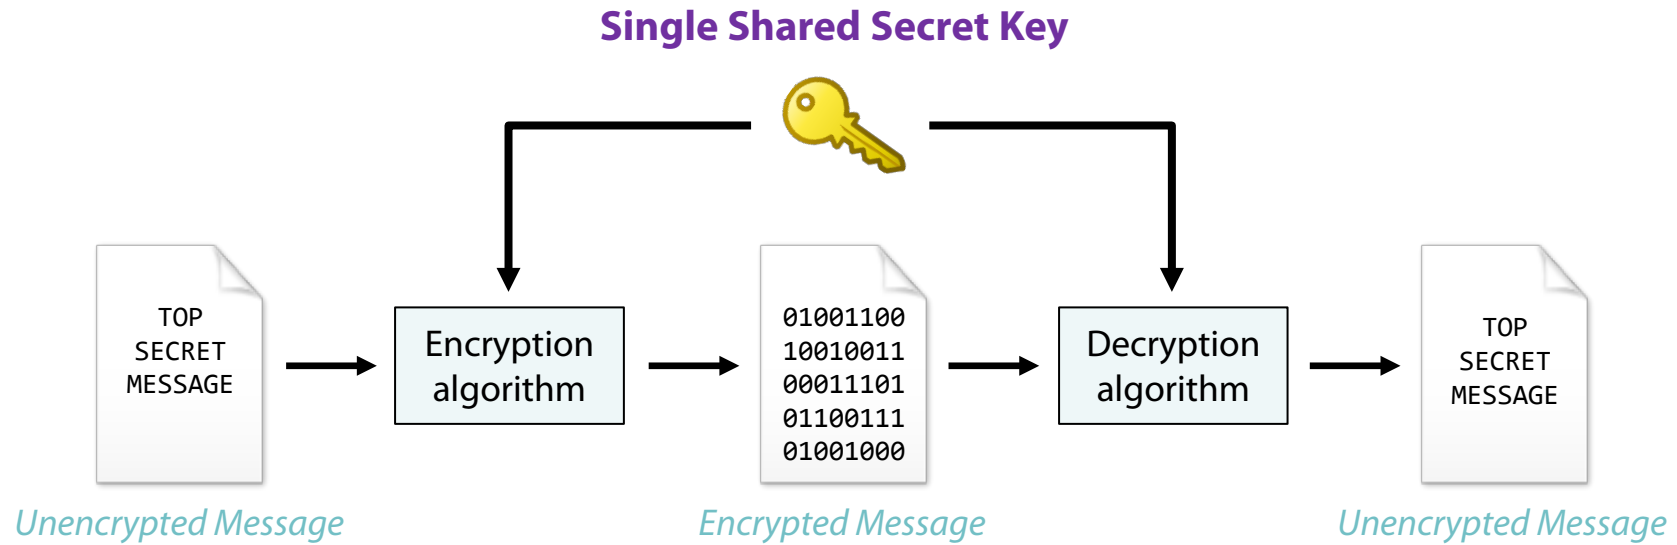 Single Shared Secret Key
TOP
SECRET
MESSAGE
Encryption
algorithm
01001100
10010011
00011101
01100111
01001000
Decryption
algorithm
TOP
SECRET
MESSAGE
Unencrypted Message
Encrypted Message
Unencrypted Message